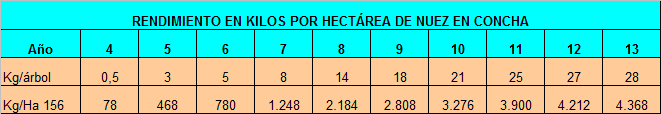 RENDIMIENTO EN KILOS POR HECTÁREA DE NUEZ EN CONCHA
Año 4 5 6 7 8 9 10 11 12 13
Kg/árbol 0,5 3 5 8 14 18 21 25 27 28
Kg/Ha 156 78 468 780 1.248 2.184 2.808 3.276 3.900 4.212 4.368